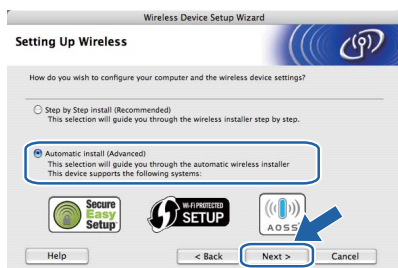 Wireless Device Setup Wizard
Setting Up Wireless
How do you wish to configure your computer and the wireless device settings?
Step by Step install (Recommended)
This selection will guide you through the wireless installer step by step.
Automatic install (Advanced)
This selection will guide you through the automatic wireless installer
This device supports the following systems:
Secure
Easy
Setup
Wi-Fi PROTECTED
SETUP
AOSS
Help
< Back
Next >
Cancel